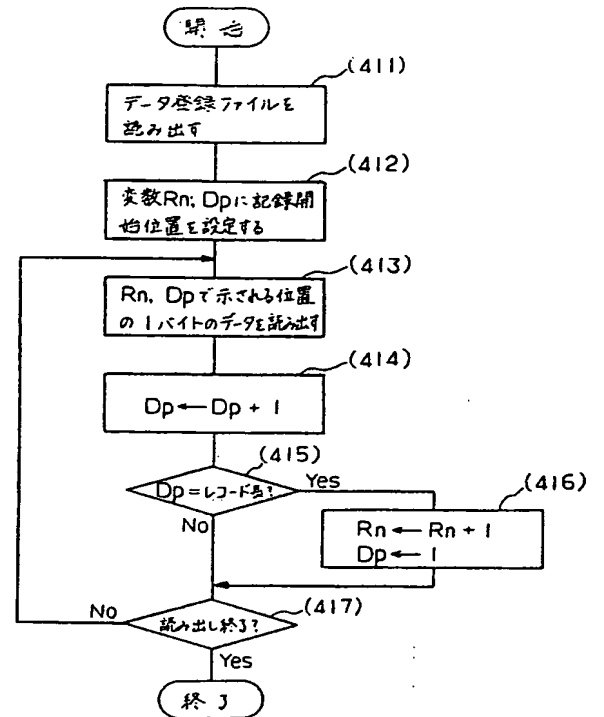 開始
(411)
データ登録ファイルを
読み出す
(412)
変数Rn, Dpに記録開
始位置を設定する
(413)
Rn, Dpで示される位置
の1バイトのデータを読み出す
(414)
Dp ← Dp + 1
(415)
Dp = レコード長?
Yes
(416)
Rn ← Rn + 1
Dp ← 1
No
(417)
読み出し終了?
No
Yes
終了